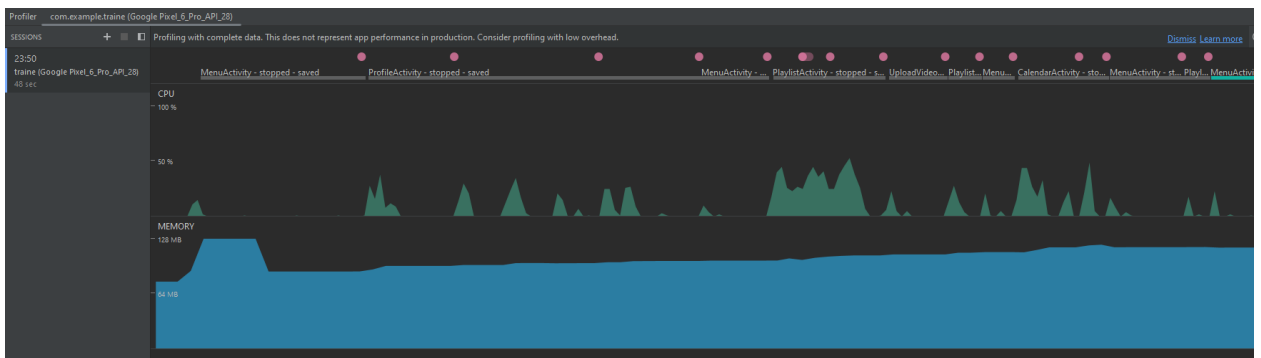 Profiler com.example.traine (Google Pixel_6_Pro_API_28)
SESSIONS
Profiling with complete data. This does not represent app performance in production. Consider profiling with low overhead.
Dismiss Learn more
23:50
traine (Google Pixel_6_Pro_API_28)
48 sec
MenuActivity - stopped - saved ProfileActivity - stopped - saved MenuActivity - ... PlaylistActivity - stopped - s... UploadVideo... Playlist... Menu... CalendarActivity - sto... MenuActivity - st... Playl... MenuActivi
CPU
100 %
50 %
MEMORY
128 MB
64 MB